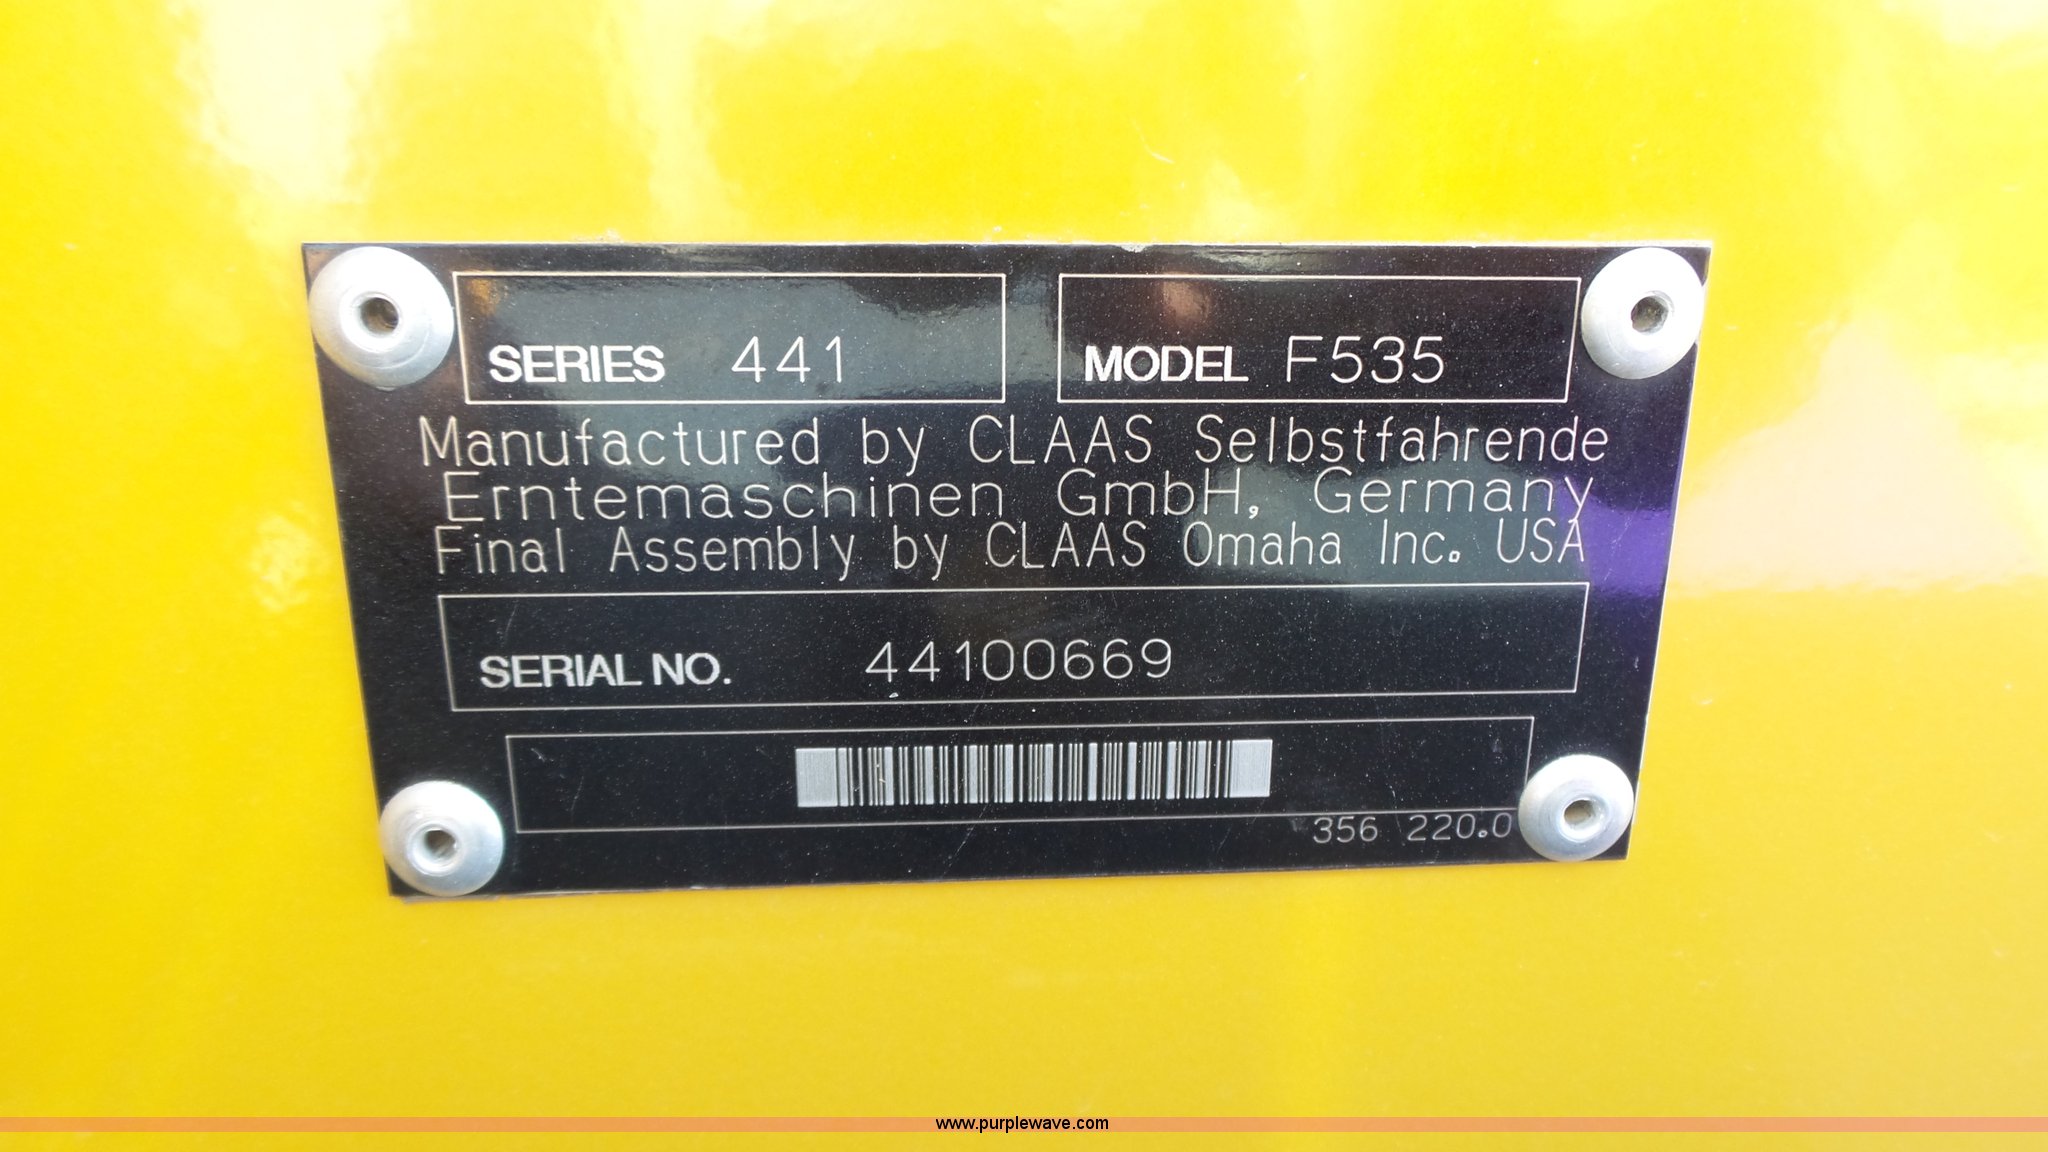 SERIES 441 MODEL F535
Manufactured by CLAAS Selbstfahrende
Erntemaschinen GmbH, Germany
Final Assembly by CLAAS Omaha Inc. USA
SERIAL NO. 44100669
356 220.0
www.purplewave.com